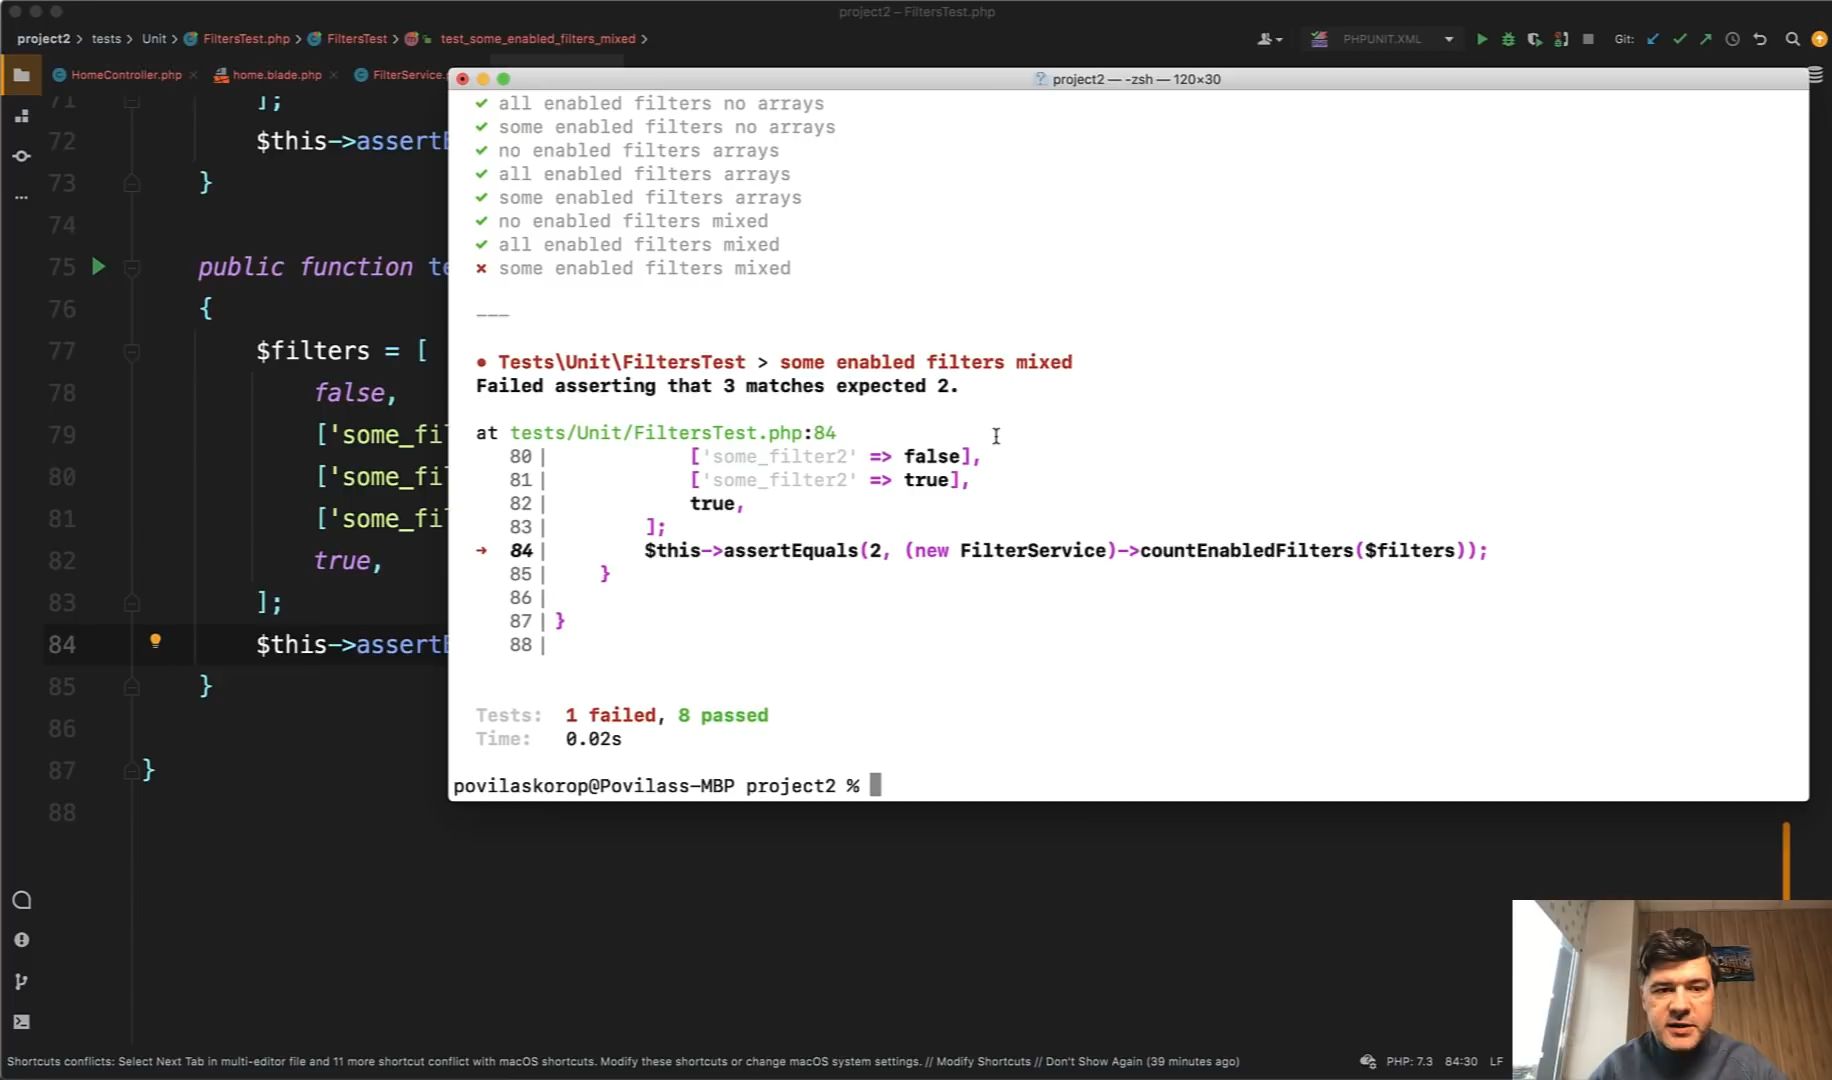 project2 – FiltersTest.php
project2 > tests > Unit > FiltersTest.php > FiltersTest > test_some_enabled_filters_mixed >
PHPUNIT.XML
Git:
HomeController.php
home.blade.php
FilterService.
project2 — -zsh — 120×30
71 ];
72 $this->assertE
73 }
74
75 public function te
76 {
77 $filters = [
78 false,
79 ['some_fil
80 ['some_fil
81 ['some_fil
82 true,
83 ];
84 $this->assertE
85 }
86
87 }
88
✓ all enabled filters no arrays
✓ some enabled filters no arrays
✓ no enabled filters arrays
✓ all enabled filters arrays
✓ some enabled filters arrays
✓ no enabled filters mixed
✓ all enabled filters mixed
✗ some enabled filters mixed
———
• Tests\Unit\FiltersTest > some enabled filters mixed
Failed asserting that 3 matches expected 2.
at tests/Unit/FiltersTest.php:84
80| ['some_filter2' => false],
81| ['some_filter2' => true],
82| true,
83| ];
→ 84| $this->assertEquals(2, (new FilterService)->countEnabledFilters($filters));
85| }
86|
87| }
88|
Tests: 1 failed, 8 passed
Time: 0.02s
povilaskorop@Povilass-MBP project2 %
Shortcuts conflicts: Select Next Tab in multi-editor file and 11 more shortcut conflict with macOS shortcuts. Modify these shortcuts or change macOS system settings. // Modify Shortcuts // Don't Show Again (39 minutes ago)
PHP: 7.3 84:30 LF